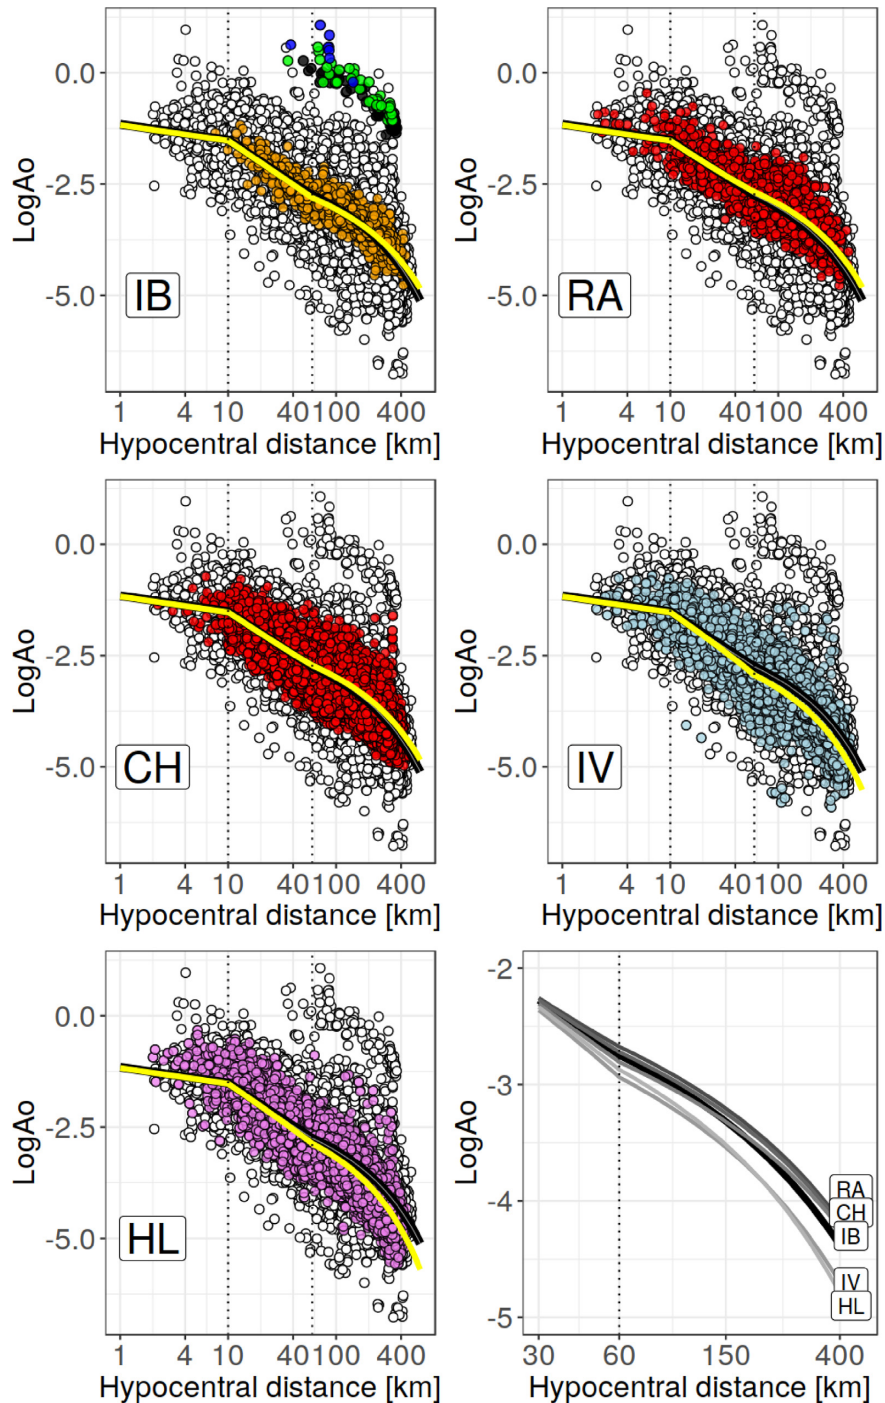 LogAo
0.0
-2.5
-5.0
IB
1 4 10 40 100 400
Hypocentral distance [km]
LogAo
0.0
-2.5
-5.0
RA
1 4 10 40 100 400
Hypocentral distance [km]
LogAo
0.0
-2.5
-5.0
CH
1 4 10 40 100 400
Hypocentral distance [km]
LogAo
0.0
-2.5
-5.0
IV
1 4 10 40 100 400
Hypocentral distance [km]
LogAo
0.0
-2.5
-5.0
HL
1 4 10 40 100 400
Hypocentral distance [km]
LogAo
-2
-3
-4
-5
RA
CH
IB
IV
HL
30 60 150 400
Hypocentral distance [km]